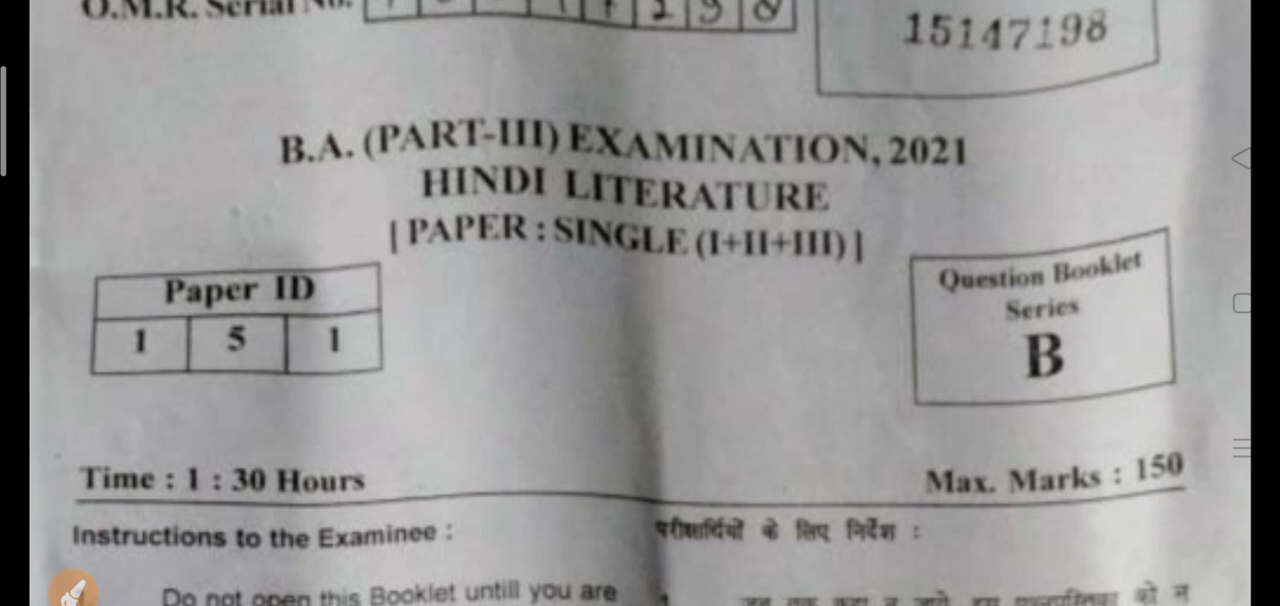 O.M.R. Serial No.
15147198
B.A. (PART-III) EXAMINATION, 2021
HINDI LITERATURE
[ PAPER : SINGLE (I+II+III) ]
Paper ID
1 5 1
Question Booklet
Series
B
Time : 1 : 30 Hours
Max. Marks : 150
Instructions to the Examinee :
परीक्षार्थियों के लिए निर्देश :
Do not open this Booklet untill you are